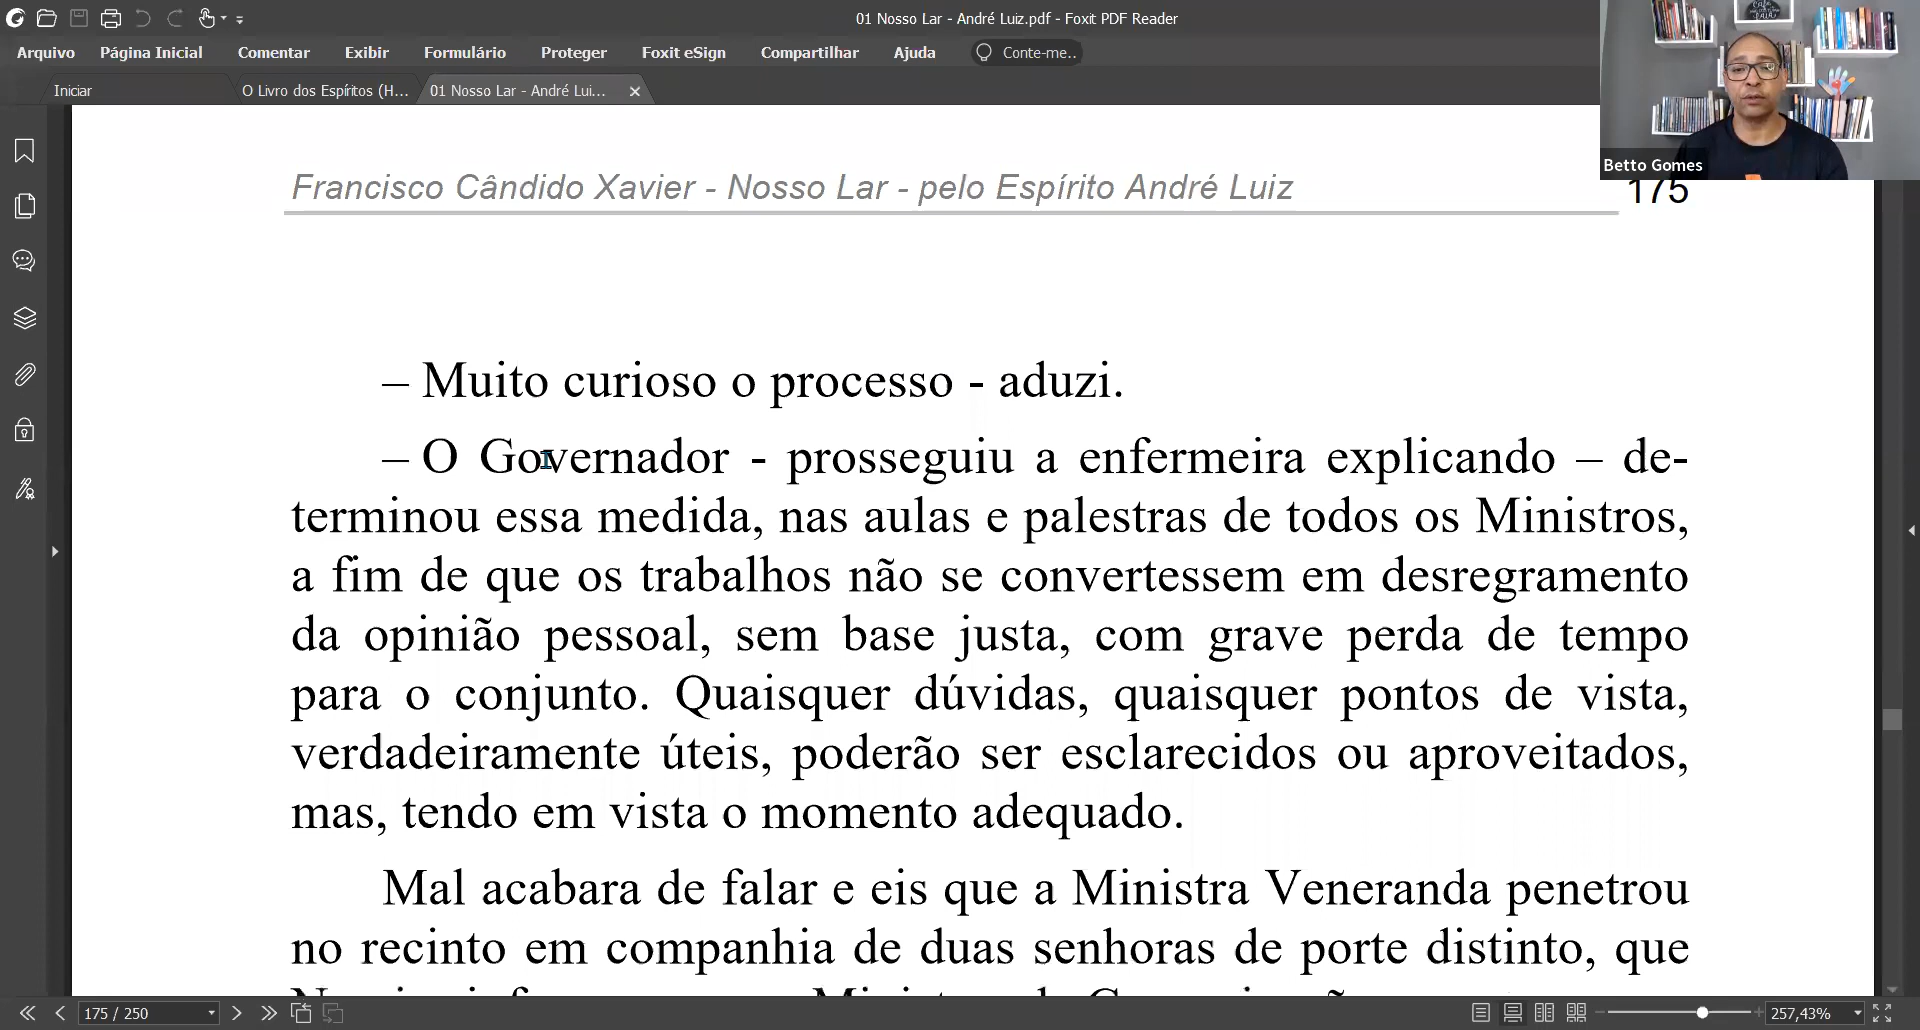 01 Nosso Lar - André Luiz.pdf - Foxit PDF Reader
Arquivo Página Inicial Comentar Exibir Formulário Proteger Foxit eSign Compartilhar Ajuda Conte-me..
Iniciar O Livro dos Espíritos (H... 01 Nosso Lar - André Lui...
Betto Gomes
Francisco Cândido Xavier - Nosso Lar - pelo Espírito André Luiz 175
– Muito curioso o processo - aduzi.
– O Governador - prosseguiu a enfermeira explicando – de-
terminou essa medida, nas aulas e palestras de todos os Ministros,
a fim de que os trabalhos não se convertessem em desregramento
da opinião pessoal, sem base justa, com grave perda de tempo
para o conjunto. Quaisquer dúvidas, quaisquer pontos de vista,
verdadeiramente úteis, poderão ser esclarecidos ou aproveitados,
mas, tendo em vista o momento adequado.
Mal acabara de falar e eis que a Ministra Veneranda penetrou
no recinto em companhia de duas senhoras de porte distinto, que
175 / 250 257,43%